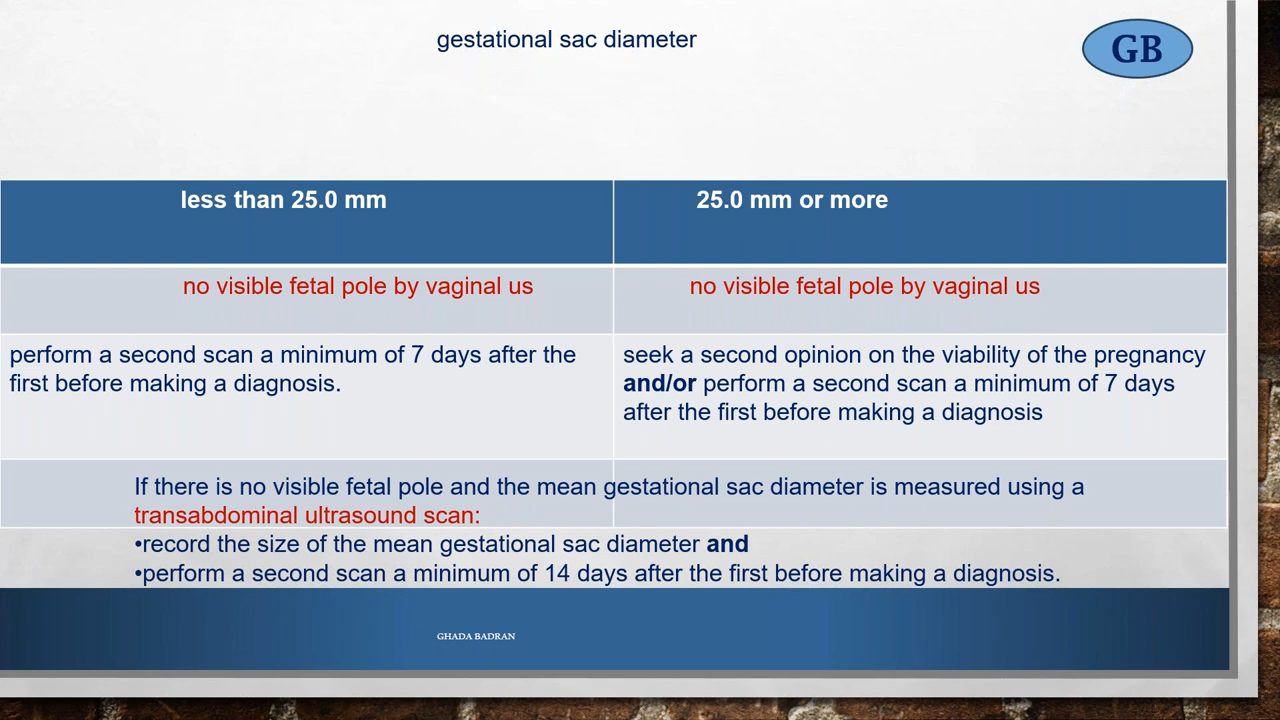 gestational sac diameter
GB
less than 25.0 mm
25.0 mm or more
no visible fetal pole by vaginal us
no visible fetal pole by vaginal us
perform a second scan a minimum of 7 days after the
first before making a diagnosis.
seek a second opinion on the viability of the pregnancy
and/or perform a second scan a minimum of 7 days
after the first before making a diagnosis
If there is no visible fetal pole and the mean gestational sac diameter is measured using a
transabdominal ultrasound scan:
•record the size of the mean gestational sac diameter and
•perform a second scan a minimum of 14 days after the first before making a diagnosis.
GHADA BADRAN